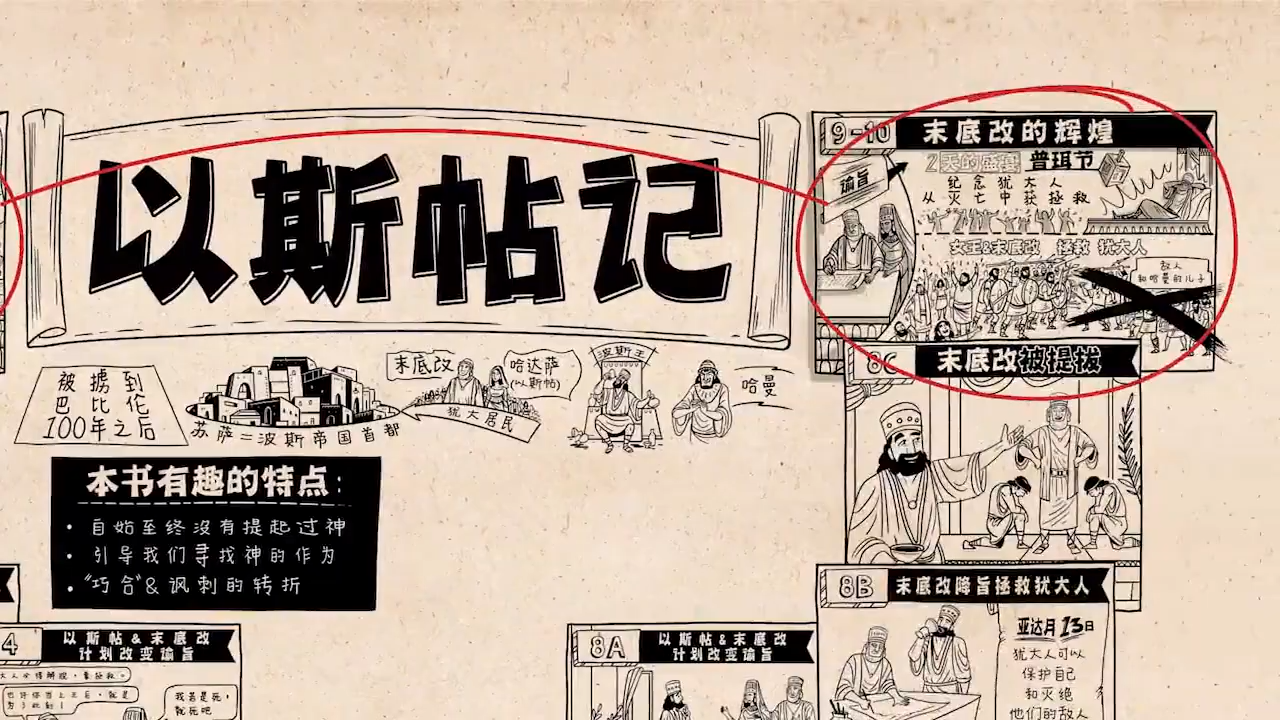 以斯帖记
被掳到
巴比伦
100年之后
苏萨=波斯帝国首都
末底改
哈达萨
(以斯帖)
犹大居民
波斯王
哈曼
本书有趣的特点:
• 自始至终没有提起过神
• 引导我们寻找神的作为
• "巧合"&讽刺的转折
9-10 末底改的辉煌
2天的盛宴 普珥节
谕旨
纪念犹大人
从灭亡中获拯救
女王&末底改 拯救 犹大人
敌人
和哈曼的儿子
8C 末底改被提拔
8B 末底改降旨拯救犹大人
亚达月13日
犹大人可以
保护自己
和灭绝
他们的敌人
4 以斯帖&末底改
计划改变谕旨
我若是死,
就死吧
8A 以斯帖&末底改
计划改变谕旨